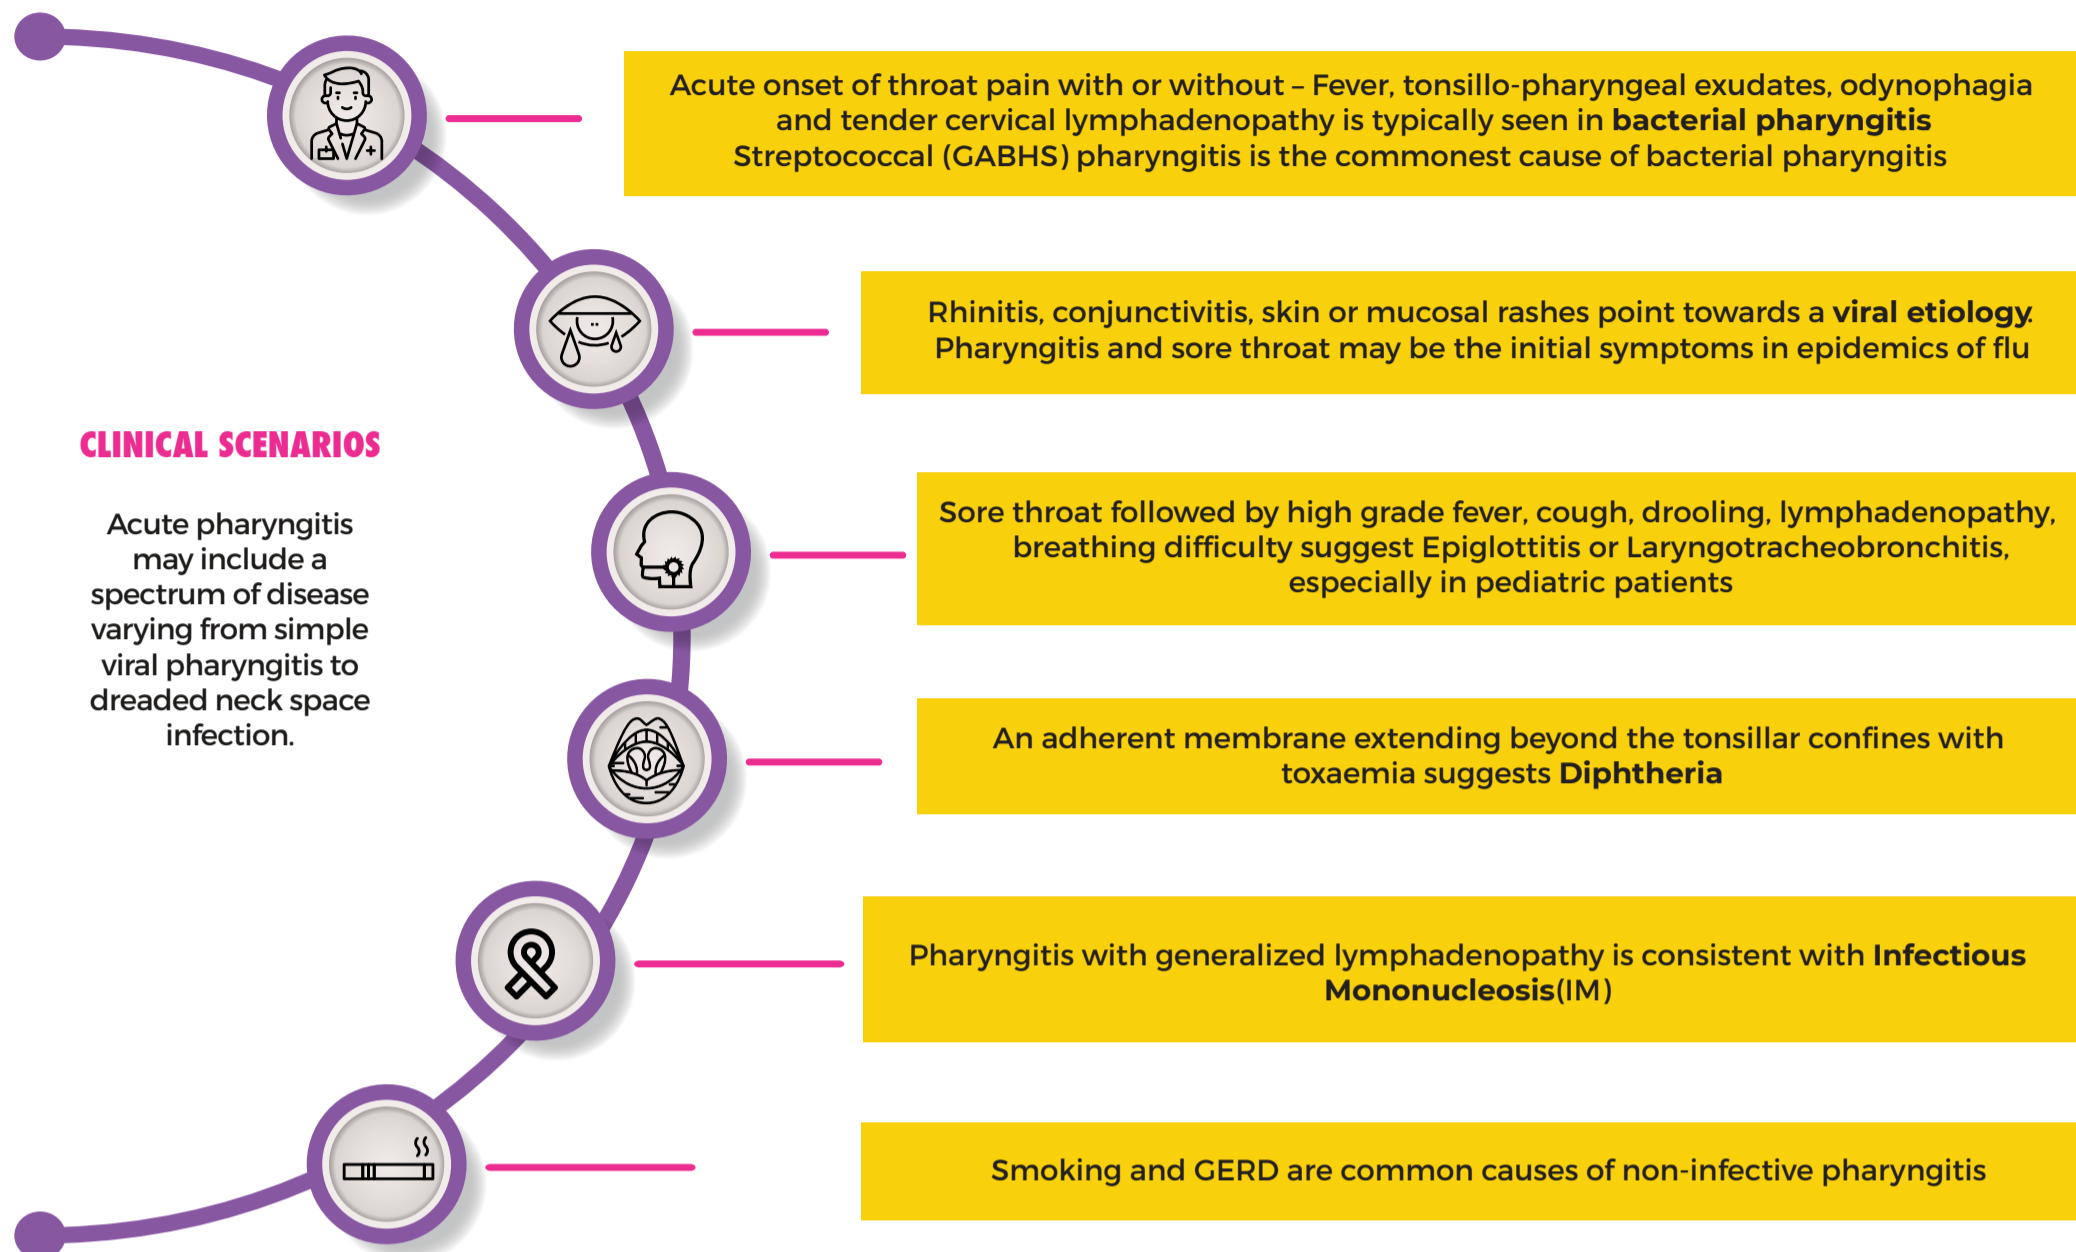 Acute onset of throat pain with or without – Fever, tonsillo-pharyngeal exudates, odynophagia
and tender cervical lymphadenopathy is typically seen in bacterial pharyngitis
Streptococcal (GABHS) pharyngitis is the commonest cause of bacterial pharyngitis
Rhinitis, conjunctivitis, skin or mucosal rashes point towards a viral etiology.
Pharyngitis and sore throat may be the initial symptoms in epidemics of flu
CLINICAL SCENARIOS
Acute pharyngitis
may include a
spectrum of disease
varying from simple
viral pharyngitis to
dreaded neck space
infection.
Sore throat followed by high grade fever, cough, drooling, lymphadenopathy,
breathing difficulty suggest Epiglottitis or Laryngotracheobronchitis,
especially in pediatric patients
An adherent membrane extending beyond the tonsillar confines with
toxaemia suggests Diphtheria
Pharyngitis with generalized lymphadenopathy is consistent with Infectious
Mononucleosis(IM)
Smoking and GERD are common causes of non-infective pharyngitis